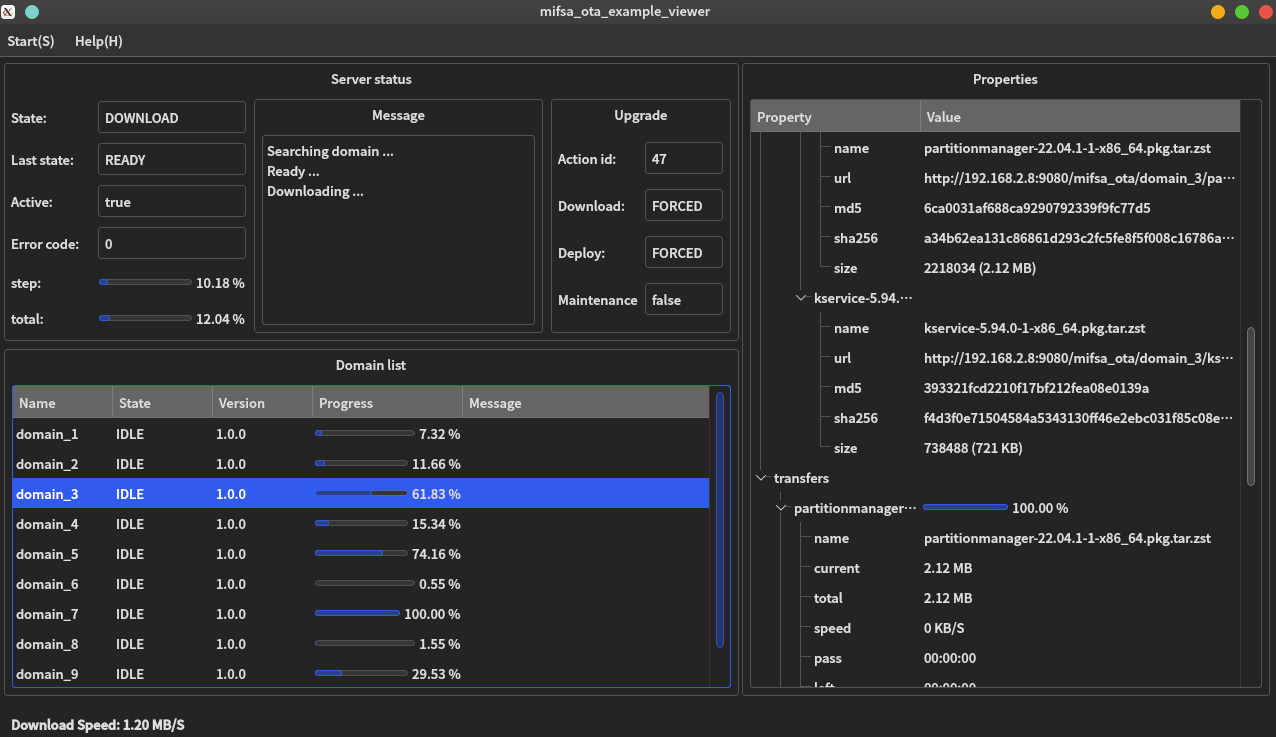 mifsa_ota_example_viewer
Start(S) Help(H)
Server status
State: DOWNLOAD
Last state: READY
Active: true
Error code: 0
step: 10.18 %
total: 12.04 %
Message
Searching domain ...
Ready ...
Downloading ...
Upgrade
Action id: 47
Download: FORCED
Deploy: FORCED
Maintenance false
Domain list
Name State Version Progress Message
domain_1 IDLE 1.0.0 7.32 %
domain_2 IDLE 1.0.0 11.66 %
domain_3 IDLE 1.0.0 61.83 %
domain_4 IDLE 1.0.0 15.34 %
domain_5 IDLE 1.0.0 74.16 %
domain_6 IDLE 1.0.0 0.55 %
domain_7 IDLE 1.0.0 100.00 %
domain_8 IDLE 1.0.0 1.55 %
domain_9 IDLE 1.0.0 29.53 %
Properties
Property Value
name partitionmanager-22.04.1-1-x86_64.pkg.tar.zst
url http://192.168.2.8:9080/mifsa_ota/domain_3/pa···
md5 6ca0031af688ca9290792339f9fc77d5
sha256 a34b62ea131c86861d293c2fc5fe8f5f008c16786a···
size 2218034 (2.12 MB)
kservice-5.94.···
name kservice-5.94.0-1-x86_64.pkg.tar.zst
url http://192.168.2.8:9080/mifsa_ota/domain_3/ks···
md5 393321fcd2210f17bf212fea08e0139a
sha256 f4d3f0e71504584a5343130ff46e2ebc031f85c08e···
size 738488 (721 KB)
transfers
partitionmanager··· 100.00 %
name partitionmanager-22.04.1-1-x86_64.pkg.tar.zst
current 2.12 MB
total 2.12 MB
speed 0 KB/S
pass 00:00:00
left 00:00:00
Download Speed: 1.20 MB/S